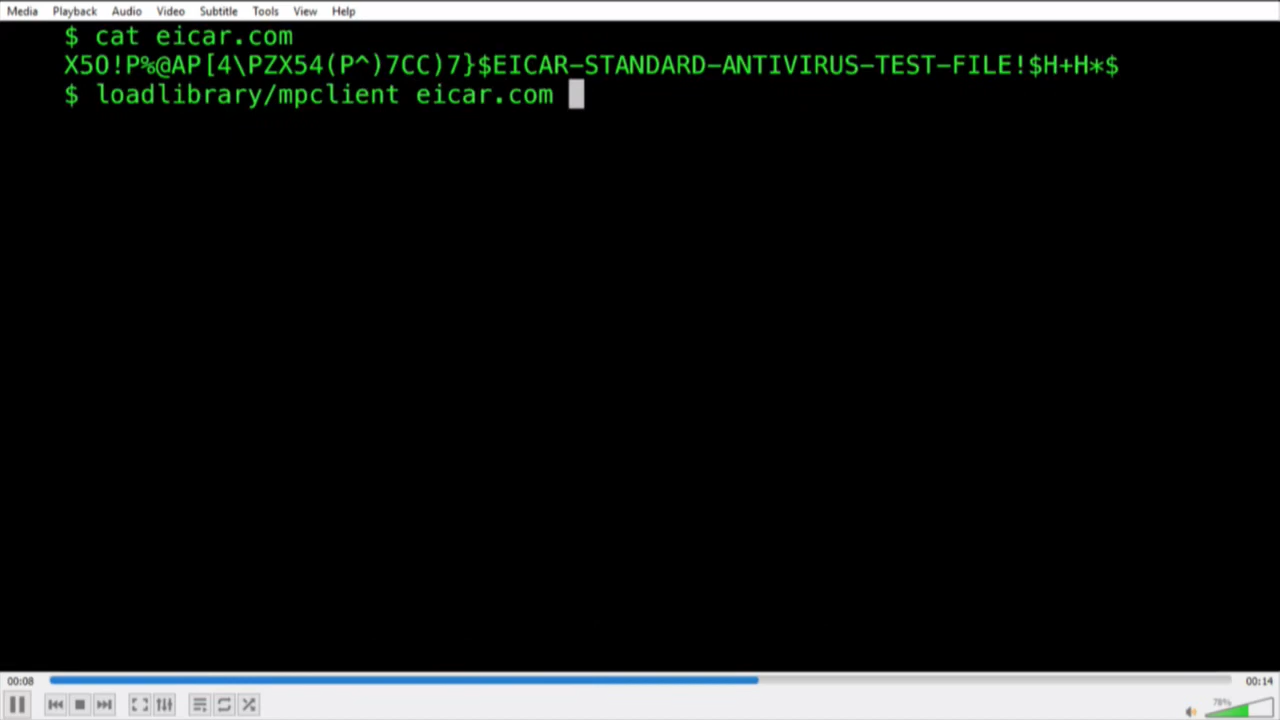 Media Playback Audio Video Subtitle Tools View Help
$ cat eicar.com
X5O!P%@AP[4\PZX54(P^)7CC)7}$EICAR-STANDARD-ANTIVIRUS-TEST-FILE!$H+H*$
$ loadlibrary/mpclient eicar.com
00:08 00:14
78%